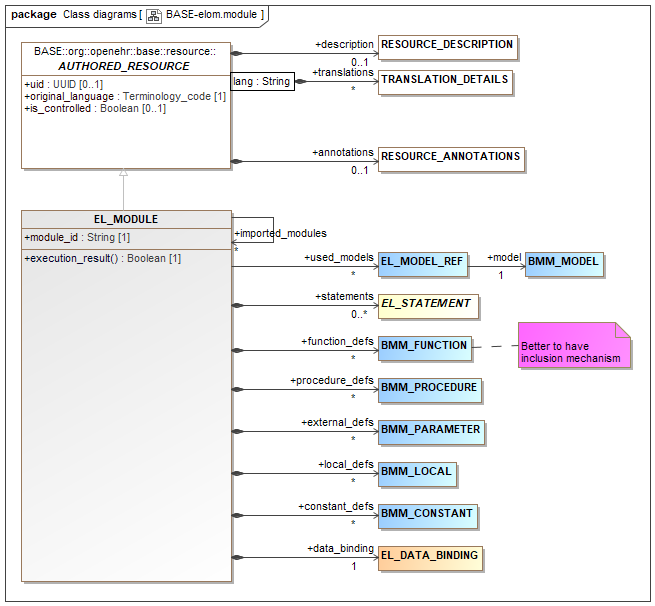 package Class diagrams [ BASE-elom.module ]
BASE::org::openehr::base::resource::
AUTHORED_RESOURCE
+uid : UUID [0..1]
+original_language : Terminology_code [1]
+is_controlled : Boolean [0..1]
+description
0..1
RESOURCE_DESCRIPTION
lang : String
+translations
*
TRANSLATION_DETAILS
+annotations
0..1
RESOURCE_ANNOTATIONS
EL_MODULE
+module_id : String [1]
+execution_result() : Boolean [1]
+imported_modules
*
+used_models
*
EL_MODEL_REF
+model
1
BMM_MODEL
+statements
0..*
EL_STATEMENT
+function_defs
*
BMM_FUNCTION
Better to have
inclusion mechanism
+procedure_defs
*
BMM_PROCEDURE
+external_defs
*
BMM_PARAMETER
+local_defs
*
BMM_LOCAL
+constant_defs
*
BMM_CONSTANT
+data_binding
1
EL_DATA_BINDING